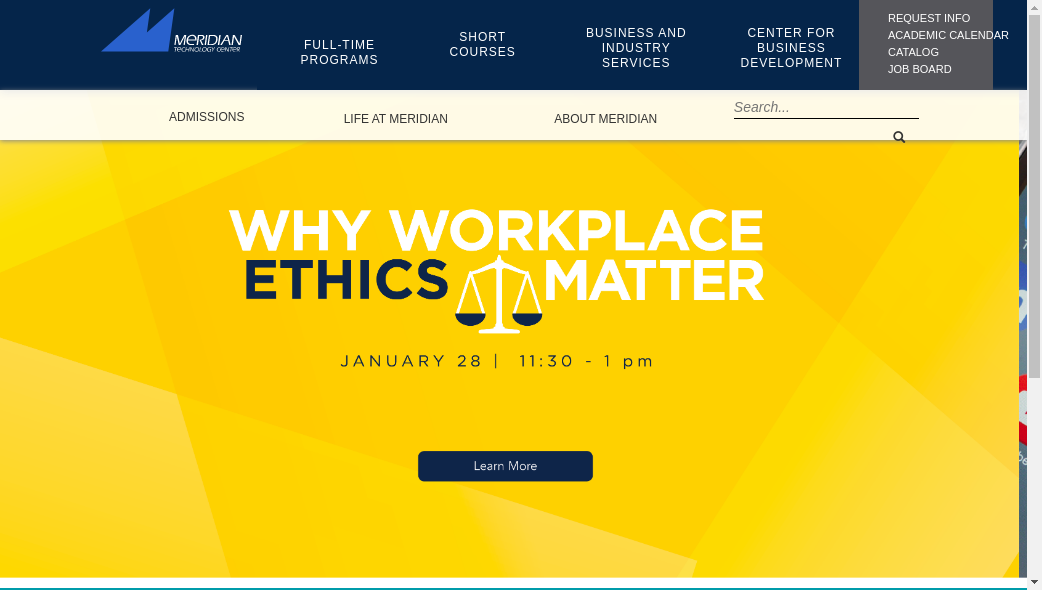 MERIDIAN
TECHNOLOGY CENTER
FULL-TIME
PROGRAMS
SHORT
COURSES
BUSINESS AND
INDUSTRY
SERVICES
CENTER FOR
BUSINESS
DEVELOPMENT
REQUEST INFO
ACADEMIC CALENDAR
CATALOG
JOB BOARD
ADMISSIONS
LIFE AT MERIDIAN
ABOUT MERIDIAN
Search...
WHY WORKPLACE
ETHICS MATTER
JANUARY 28 | 11:30 - 1 pm
Learn More